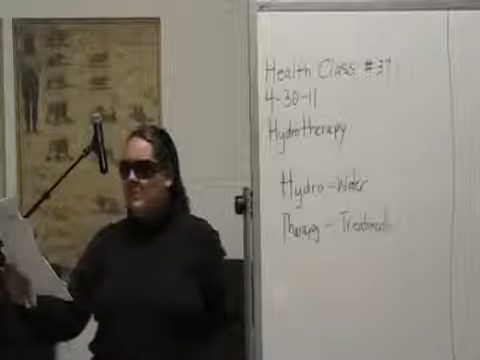 Health Class #37
4-30-11
Hydrotherapy
Hydro - Water
Therapy - Treatment